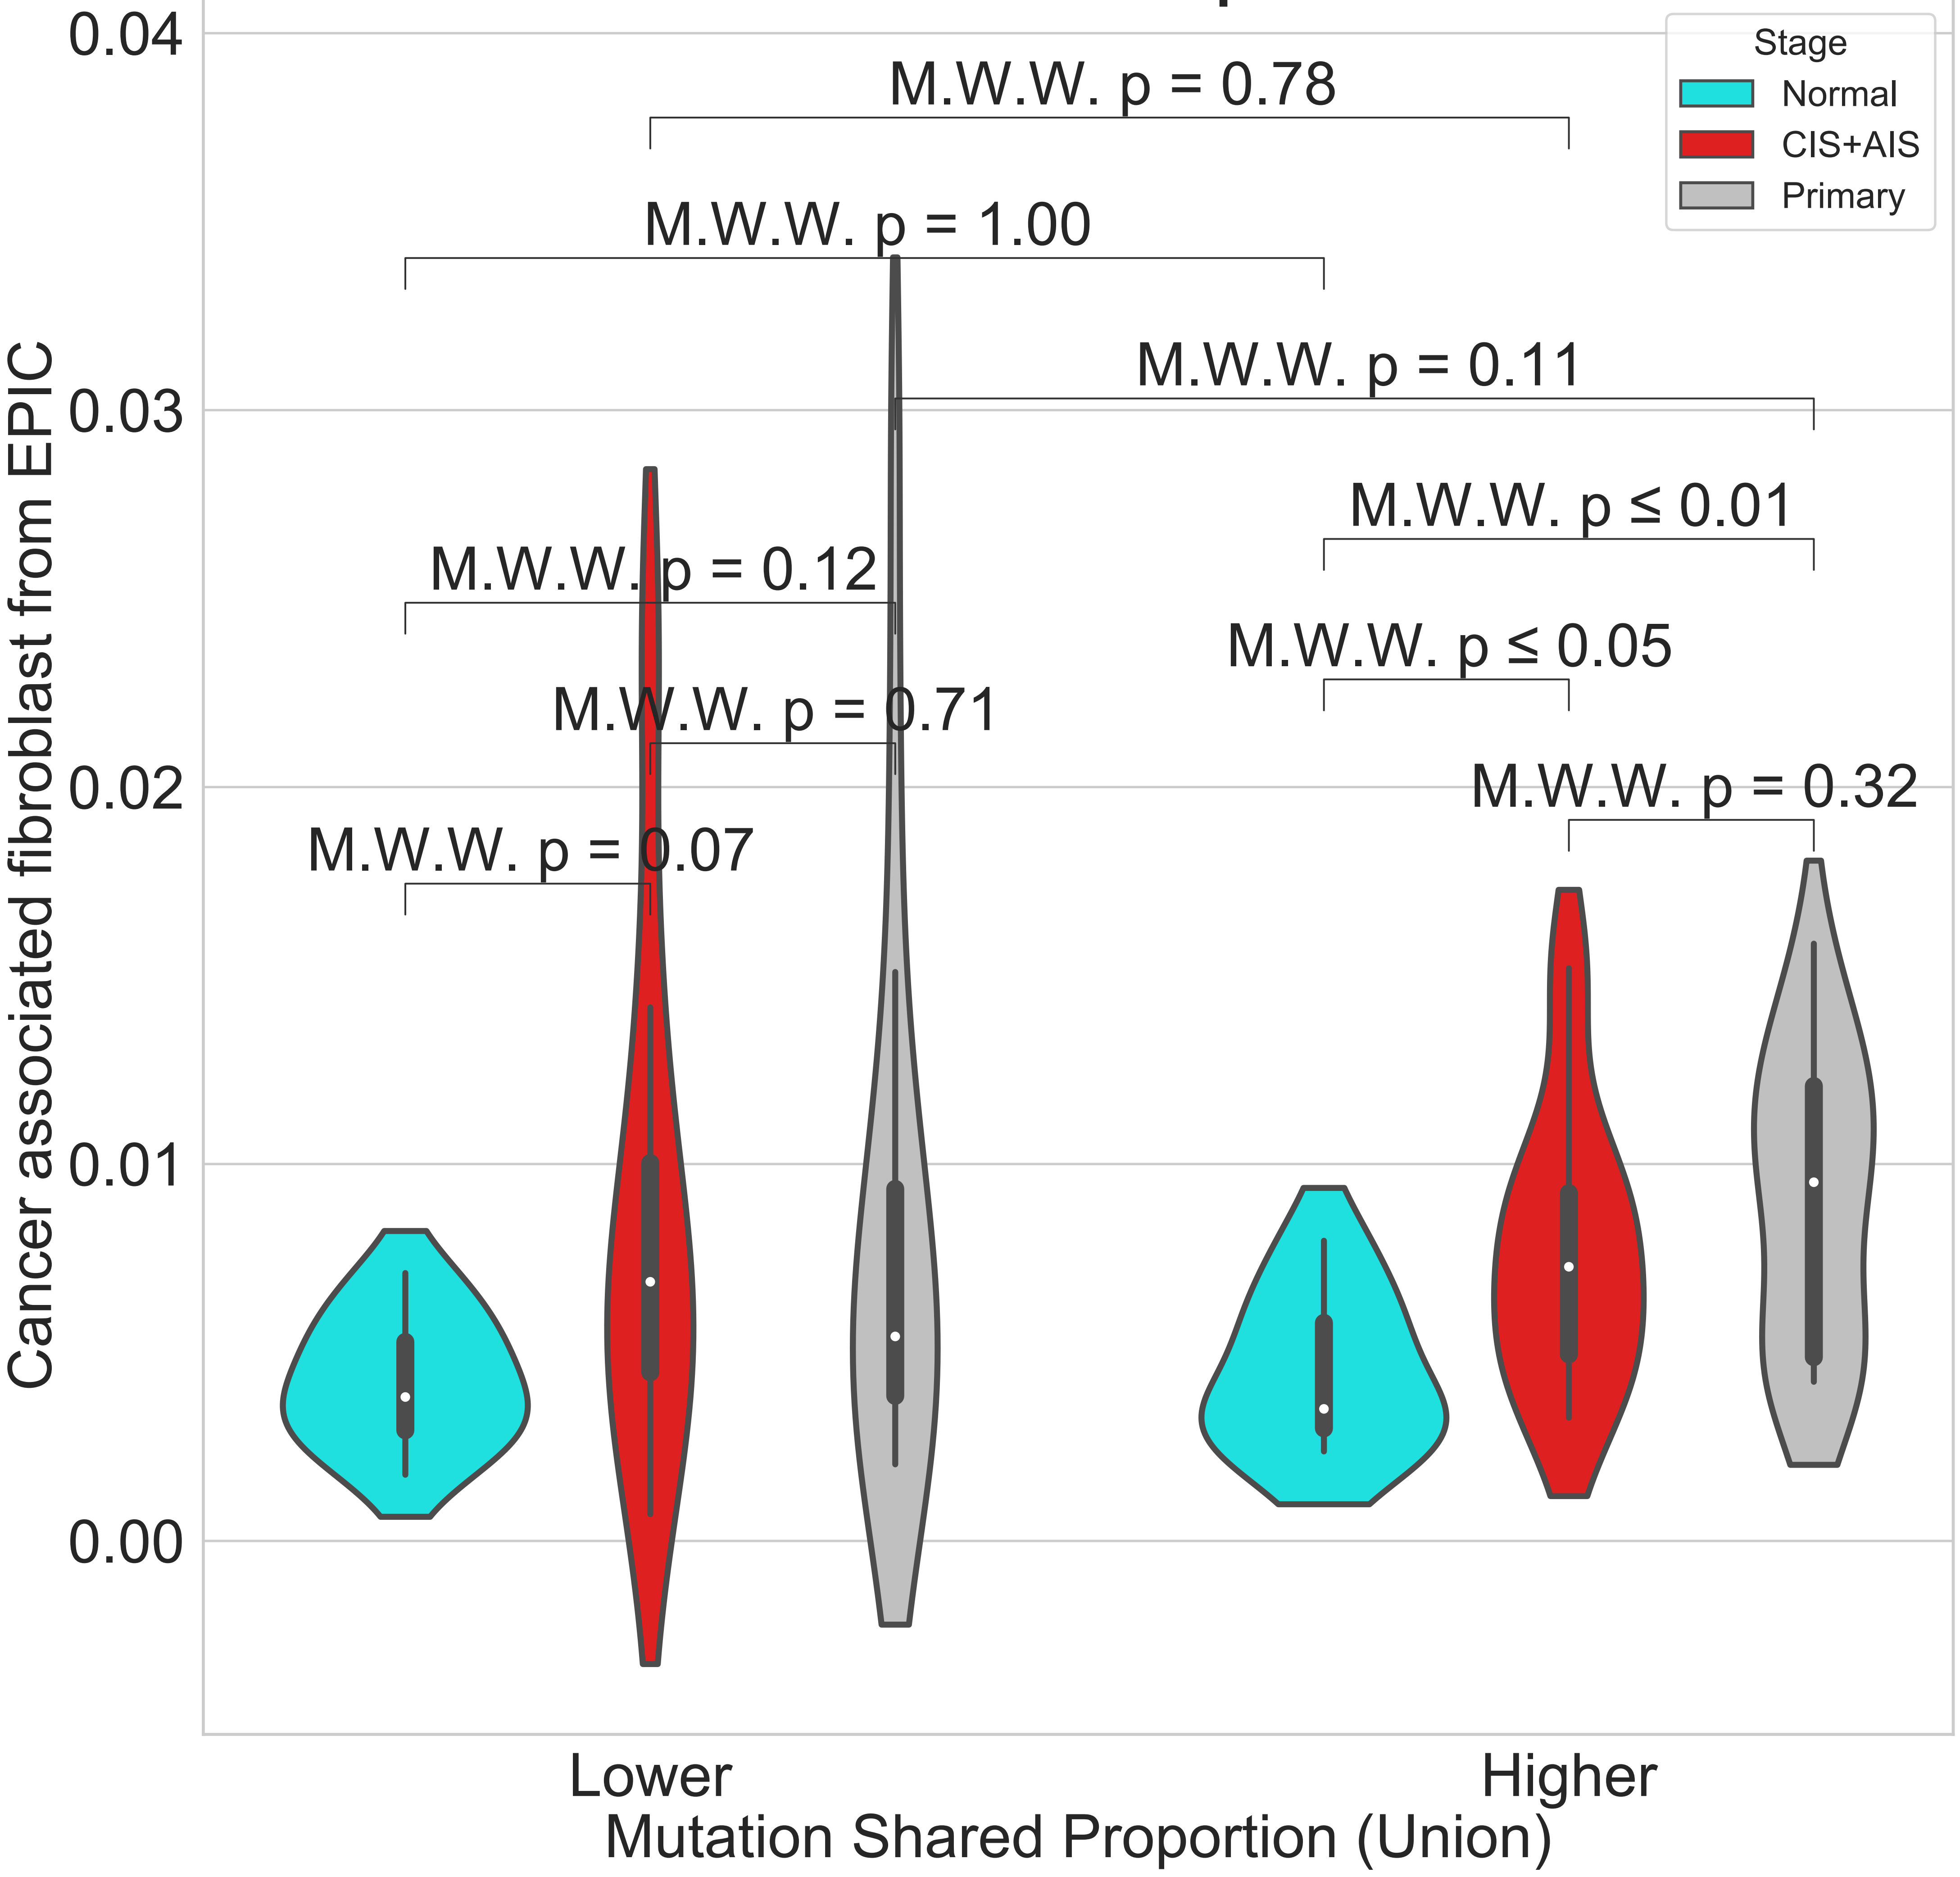 0.04
0.03
0.02
0.01
0.00
Cancer associated fibroblast from EPIC
Stage
Normal
CIS+AIS
Primary
M.W.W. p = 0.78
M.W.W. p = 1.00
M.W.W. p = 0.11
M.W.W. p ≤ 0.01
M.W.W. p = 0.12
M.W.W. p ≤ 0.05
M.W.W. p = 0.71
M.W.W. p = 0.32
M.W.W. p = 0.07
Lower
Higher
Mutation Shared Proportion (Union)